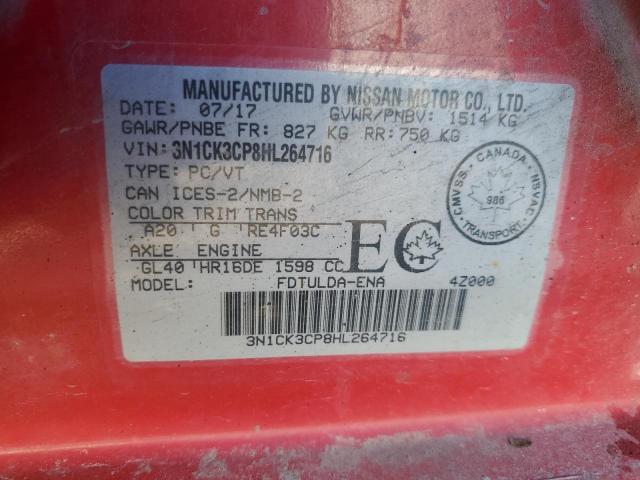 MANUFACTURED BY NISSAN MOTOR CO., LTD.
DATE: 07/17 GVWR/PNBV: 1514 KG
GAWR/PNBE FR: 827 KG RR: 750 KG
VIN: 3N1CK3CP8HL264716
TYPE: PC/VT
CAN ICES-2/NMB-2
COLOR TRIM TRANS
A20 G RE4F03C
AXLE ENGINE
GL40 HR16DE 1598 CC
EC
MODEL: FDTULDA-ENA 4Z000
3N1CK3CP8HL264716
CMVSS. CANADA NSVAC
986
TRANSPORT